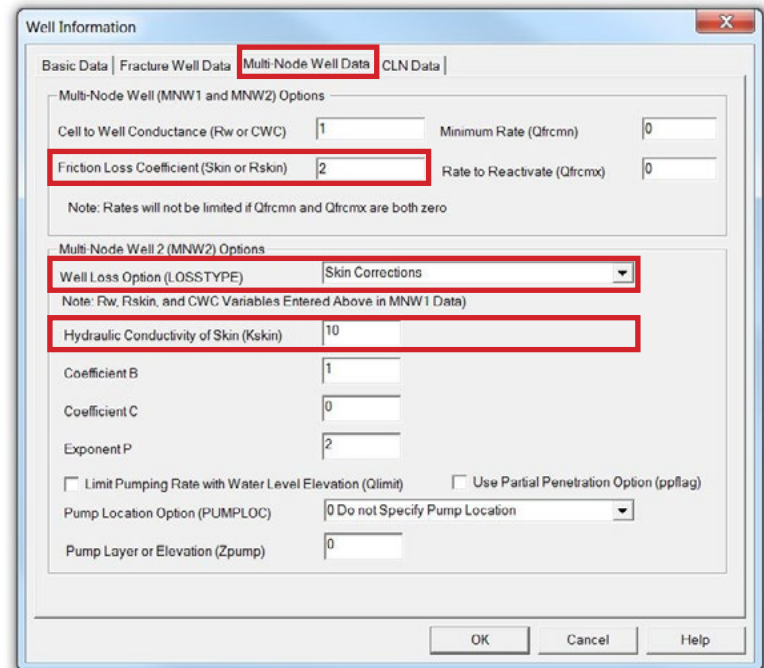 Well Information
X
Basic Data Fracture Well Data Multi-Node Well Data CLN Data
Multi-Node Well (MNW1 and MNW2) Options
Cell to Well Conductance (Rw or CWC) 1 Minimum Rate (Qfrcmn) 0
Friction Loss Coefficient (Skin or Rskin) 2 Rate to Reactivate (Qfrcmx) 0
Note: Rates will not be limited if Qfrcmn and Qfrcmx are both zero
Multi-Node Well 2 (MNW2) Options
Well Loss Option (LOSSTYPE) Skin Corrections
Note: Rw, Rskin, and CWC Variables Entered Above in MNW1 Data)
Hydraulic Conductivity of Skin (Kskin) 10
Coefficient B 1
Coefficient C 0
Exponent P 2
Limit Pumping Rate with Water Level Elevation (Qlimit) Use Partial Penetration Option (ppflag)
Pump Location Option (PUMPLOC) 0 Do not Specify Pump Location
Pump Layer or Elevation (Zpump) 0
OK Cancel Help